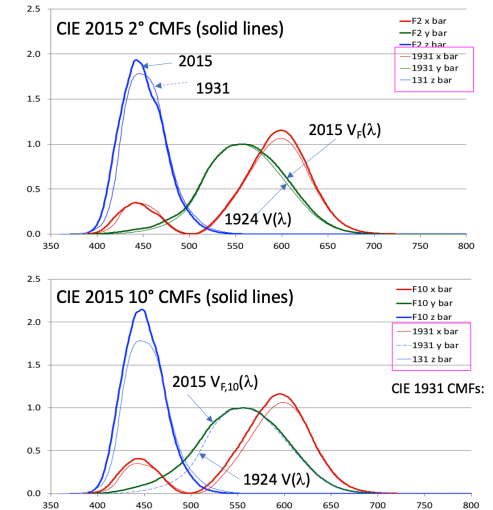 CIE 2015 2° CMFs (solid lines)
F2 x bar
F2 y bar
F2 z bar
1931 x bar
1931 y bar
131 z bar
2015
1931
2015 VF(λ)
1924 V(λ)
2.5
2.0
1.5
1.0
0.5
0.0
350 400 450 500 550 600 650 700 750 800
CIE 2015 10° CMFs (solid lines)
F10 x bar
F10 y bar
F10 z bar
1931 x bar
1931 y bar
131 z bar
CIE 1931 CMFs:
2015 VF,10(λ)
1924 V(λ)
2.5
2.0
1.5
1.0
0.5
0.0
350 400 450 500 550 600 650 700 750 800